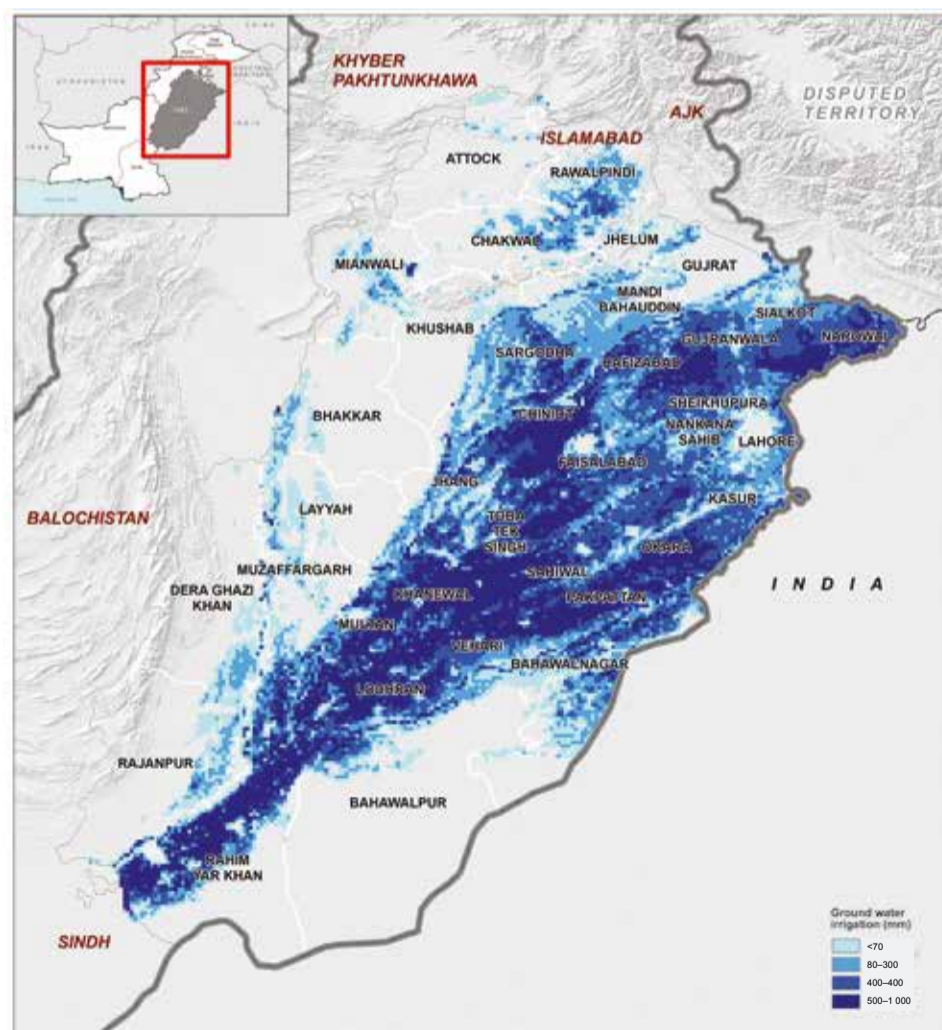 KHYBER
PAKHTUNKHAWA
DISPUTED
TERRITORY
AJK
ISLAMABAD
ATTOCK
RAWALPINDI
CHAKWAL
JHELUM
MIANWALI
GUJRAT
MANDI
BAHAUDDIN
KHUSHAB
SIALKOT
GUJRANWALA
NAROWAL
SARGODHA
HAFIZABAD
BHAKKAR
CHINIOT
SHEIKHUPURA
NANKANA
SAHIB
LAHORE
FAISALABAD
JHANG
KASUR
BALOCHISTAN
LAYYAH
TOBA
TEK
SINGH
OKARA
MUZAFFARGARH
SAHIWAL
INDIA
DERA GHAZI
KHAN
KHANEWAL
PAKPATTAN
MULTAN
VEHARI
BAHAWALNAGAR
LODHRAN
RAJANPUR
BAHAWALPUR
RAHIM
YAR KHAN
SINDH
Ground water
irrigation (mm)
<70
80–300
400–400
500–1 000